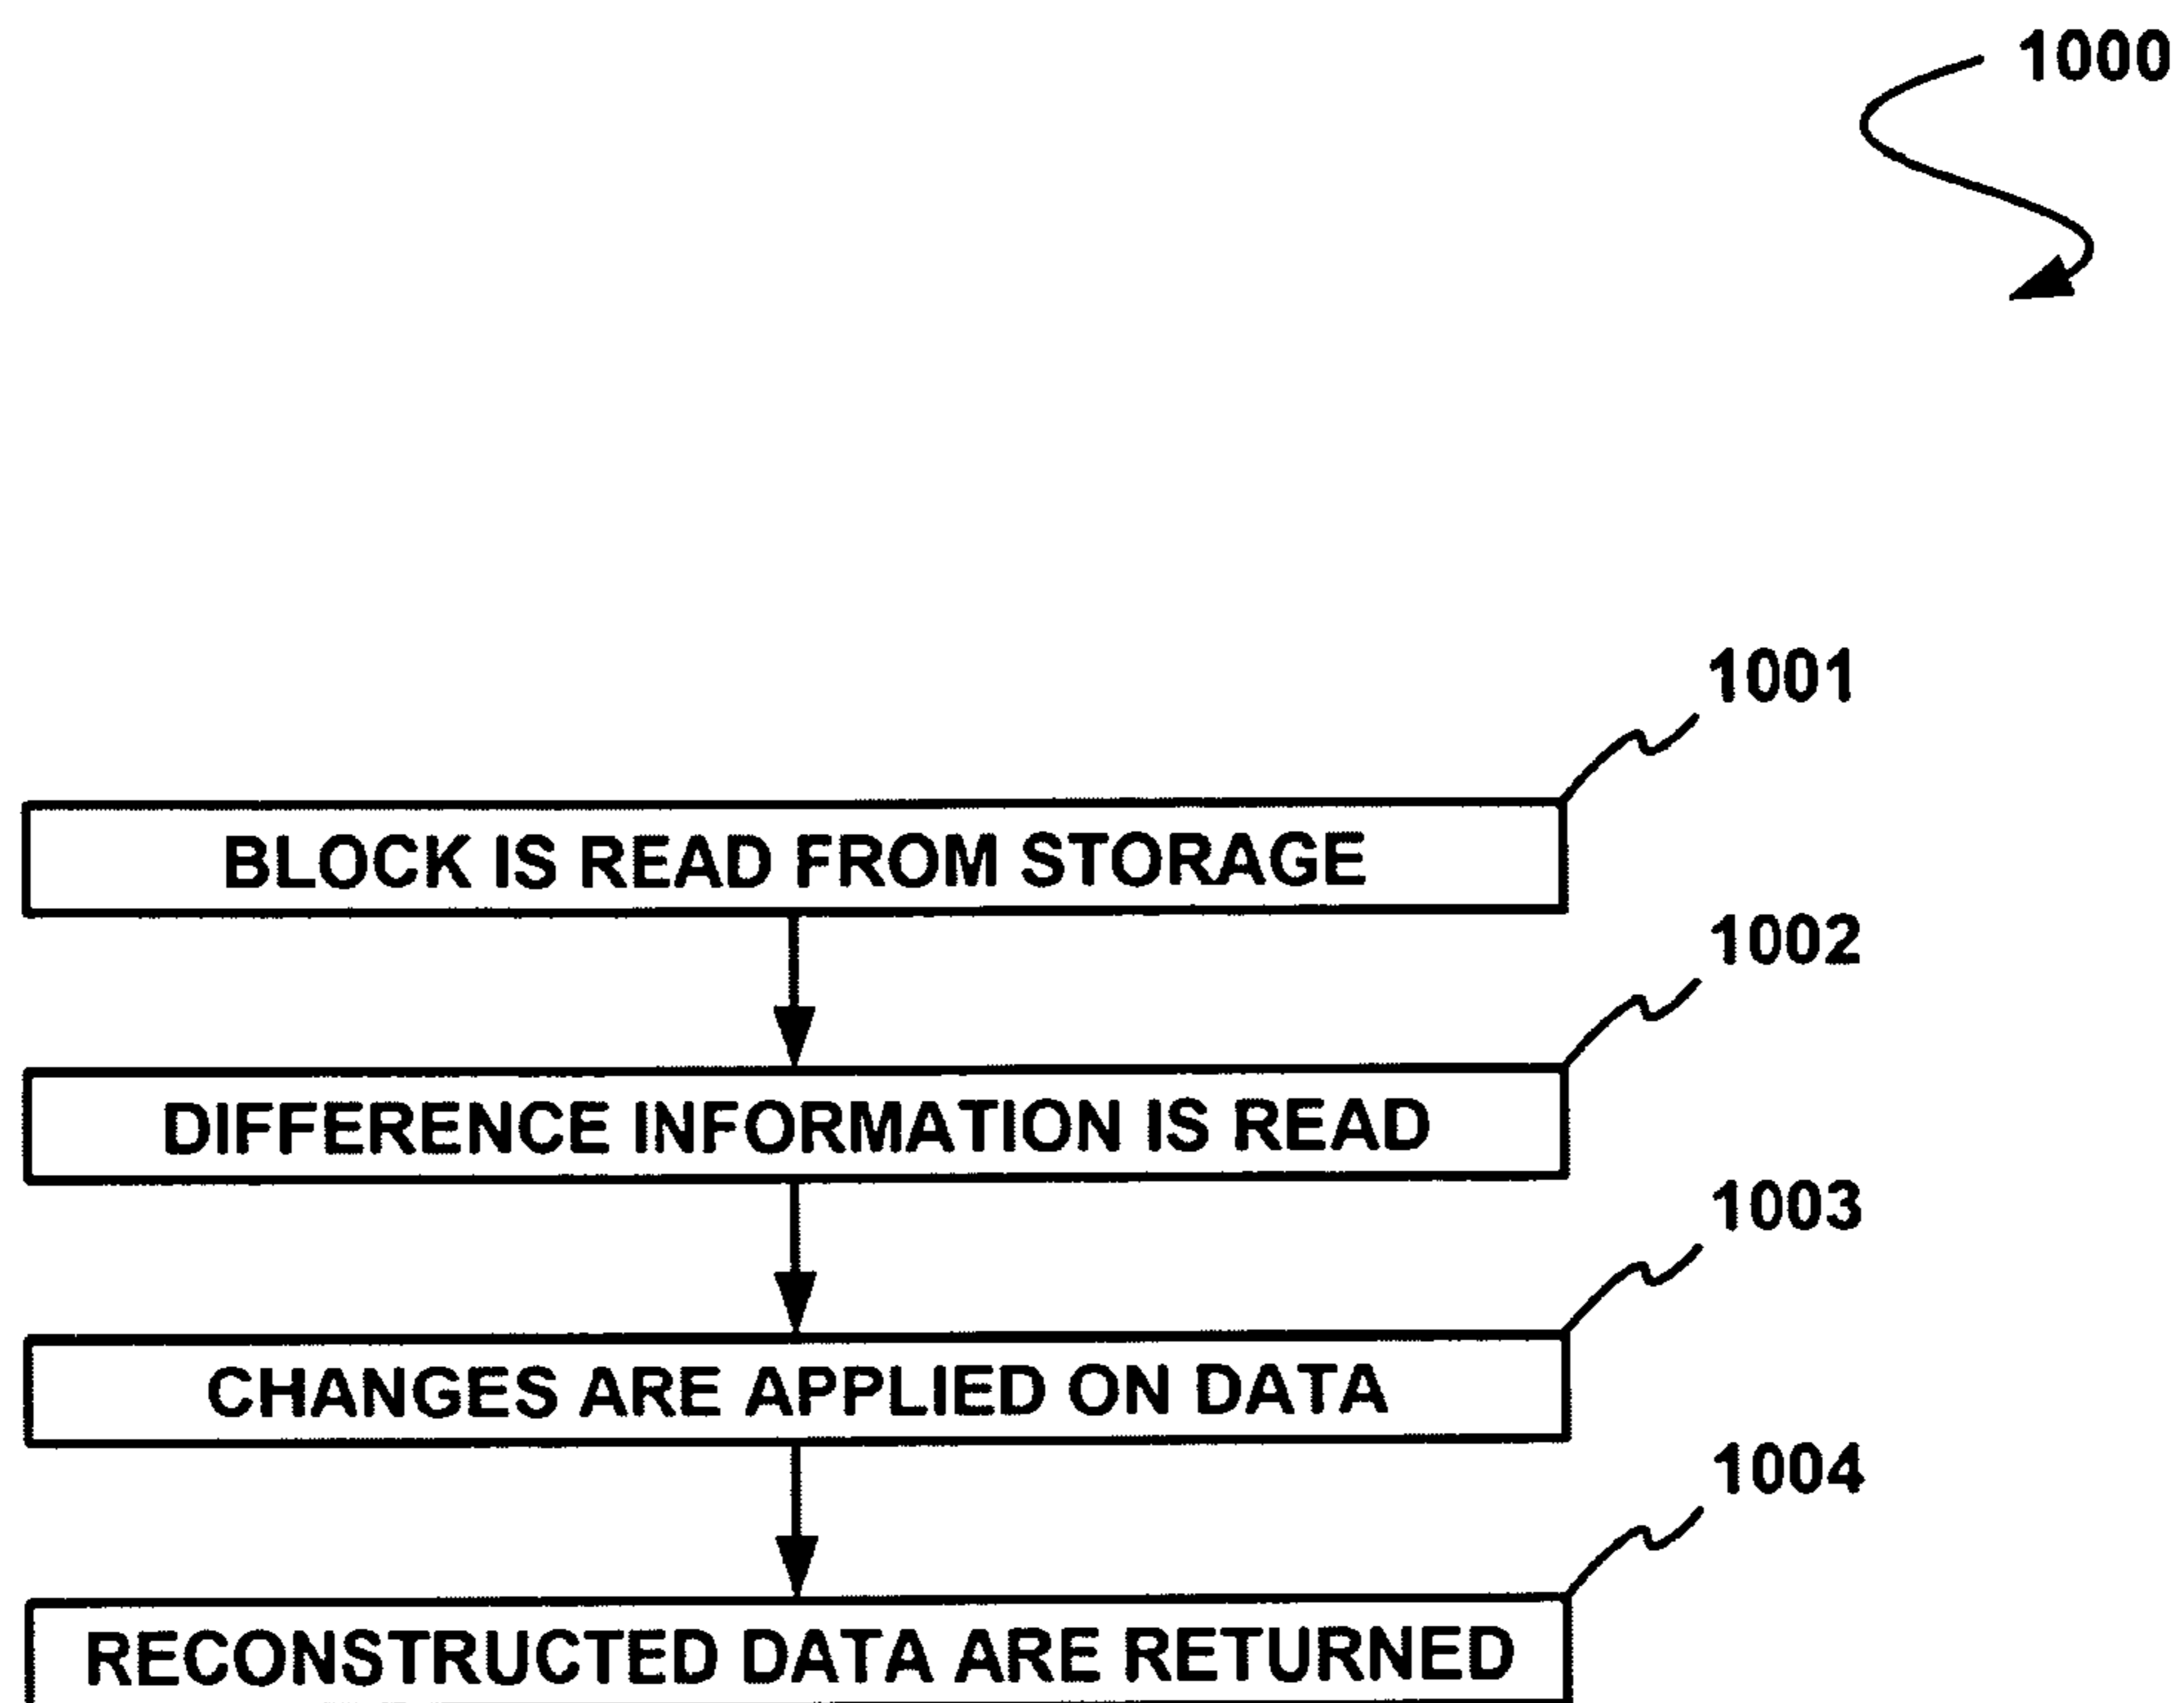 1000
1001
BLOCK IS READ FROM STORAGE
1002
DIFFERENCE INFORMATION IS READ
1003
CHANGES ARE APPLIED ON DATA
1004
RECONSTRUCTED DATA ARE RETURNED